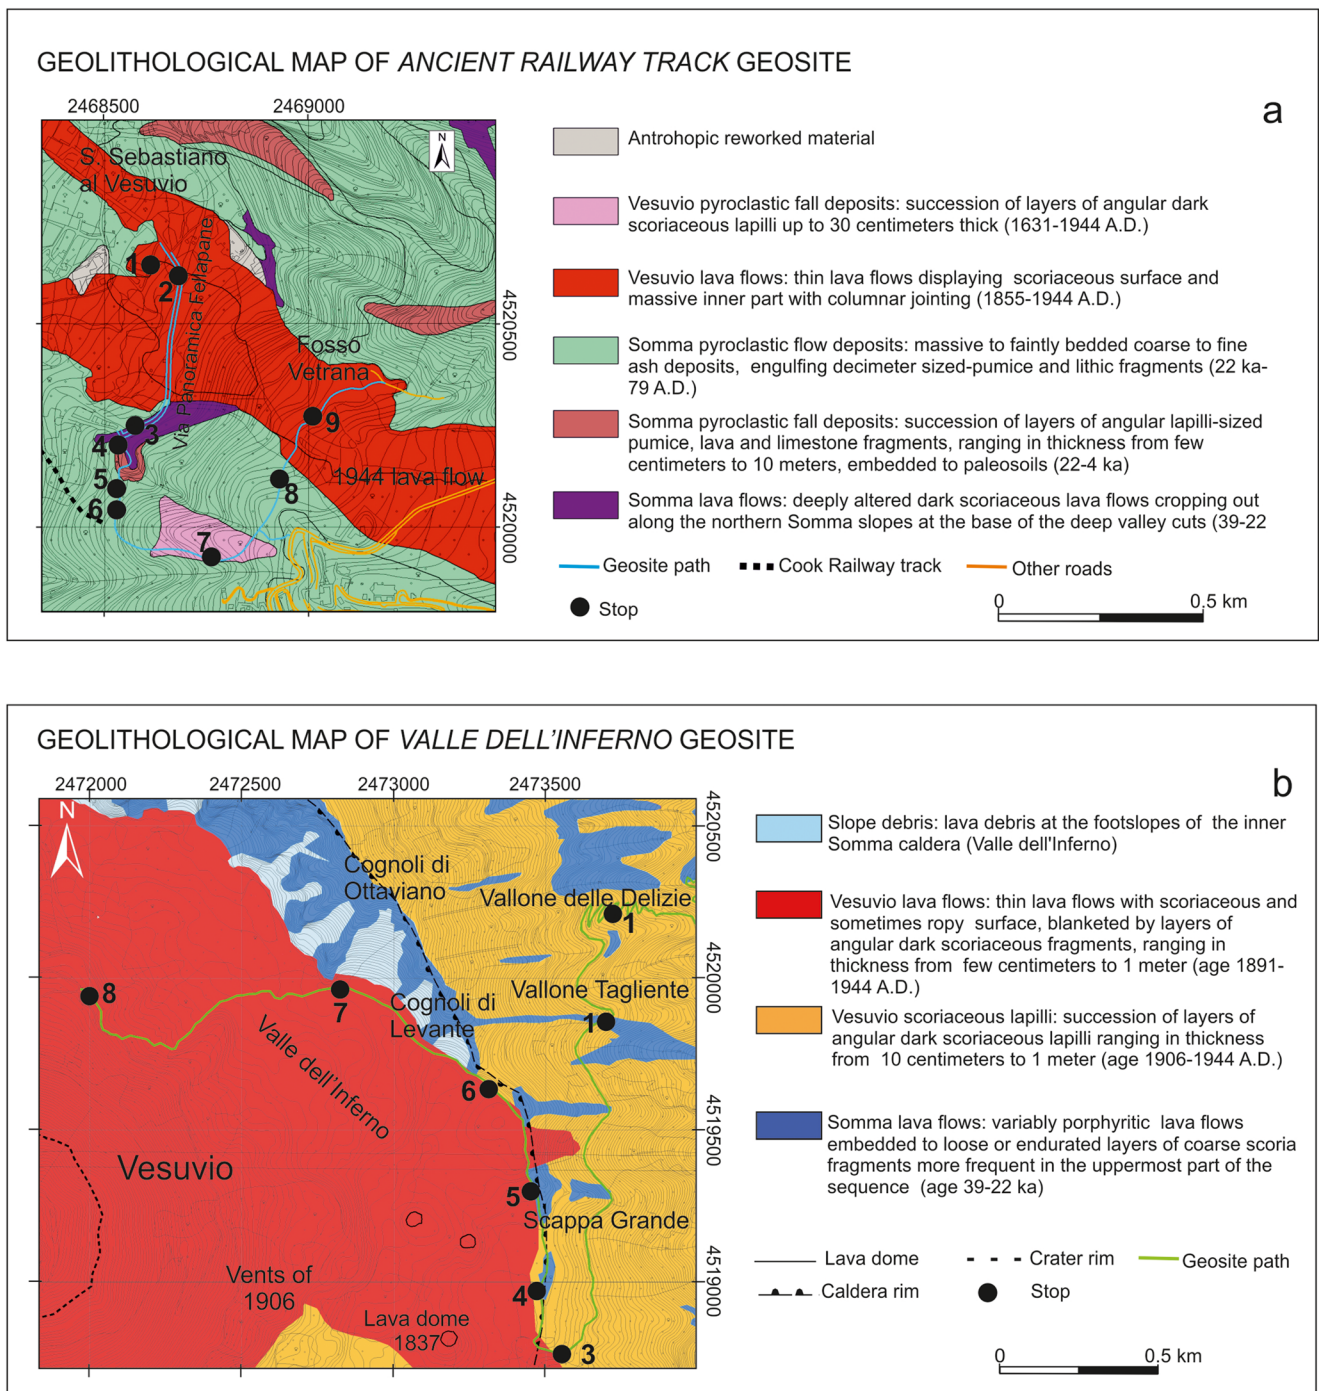 GEOLITHOLOGICAL MAP OF ANCIENT RAILWAY TRACK GEOSITE
a
2468500
2469000
N
S. Sebastiano
al Vesuvio
1
2
Via Panoramica Fellapane
4520500
Fosso
Vetrana
3
4
9
5
1944 lava flow
8
6
7
4520000
Antrohopic reworked material
Vesuvio pyroclastic fall deposits: succession of layers of angular dark
scoriaceous lapilli up to 30 centimeters thick (1631-1944 A.D.)
Vesuvio lava flows: thin lava flows displaying scoriaceous surface and
massive inner part with columnar jointing (1855-1944 A.D.)
Somma pyroclastic flow deposits: massive to faintly bedded coarse to fine
ash deposits, engulfing decimeter sized-pumice and lithic fragments (22 ka-
79 A.D.)
Somma pyroclastic fall deposits: succession of layers of angular lapilli-sized
pumice, lava and limestone fragments, ranging in thickness from few
centimeters to 10 meters, embedded to paleosoils (22-4 ka)
Somma lava flows: deeply altered dark scoriaceous lava flows cropping out
along the northern Somma slopes at the base of the deep valley cuts (39-22
Geosite path
Cook Railway track
Other roads
Stop
0
0.5 km
GEOLITHOLOGICAL MAP OF VALLE DELL'INFERNO GEOSITE
b
2472000
2472500
2473000
2473500
N
4520500
Cognoli di
Ottaviano
Vallone delle Delizie
1
4520000
Vallone Tagliente
8
7
Cognoli di
Levante
1
Valle dell'Inferno
6
4519500
Vesuvio
5
Scappa Grande
4519000
Vents of
1906
4
Lava dome
1837
3
Slope debris: lava debris at the footslopes of the inner
Somma caldera (Valle dell'Inferno)
Vesuvio lava flows: thin lava flows with scoriaceous and
sometimes ropy surface, blanketed by layers of
angular dark scoriaceous fragments, ranging in
thickness from few centimeters to 1 meter (age 1891-
1944 A.D.)
Vesuvio scoriaceous lapilli: succession of layers of
angular dark scoriaceous lapilli ranging in thickness
from 10 centimeters to 1 meter (age 1906-1944 A.D.)
Somma lava flows: variably porphyritic lava flows
embedded to loose or endurated layers of coarse scoria
fragments more frequent in the uppermost part of the
sequence (age 39-22 ka)
Lava dome
Crater rim
Geosite path
Caldera rim
Stop
0
0.5 km